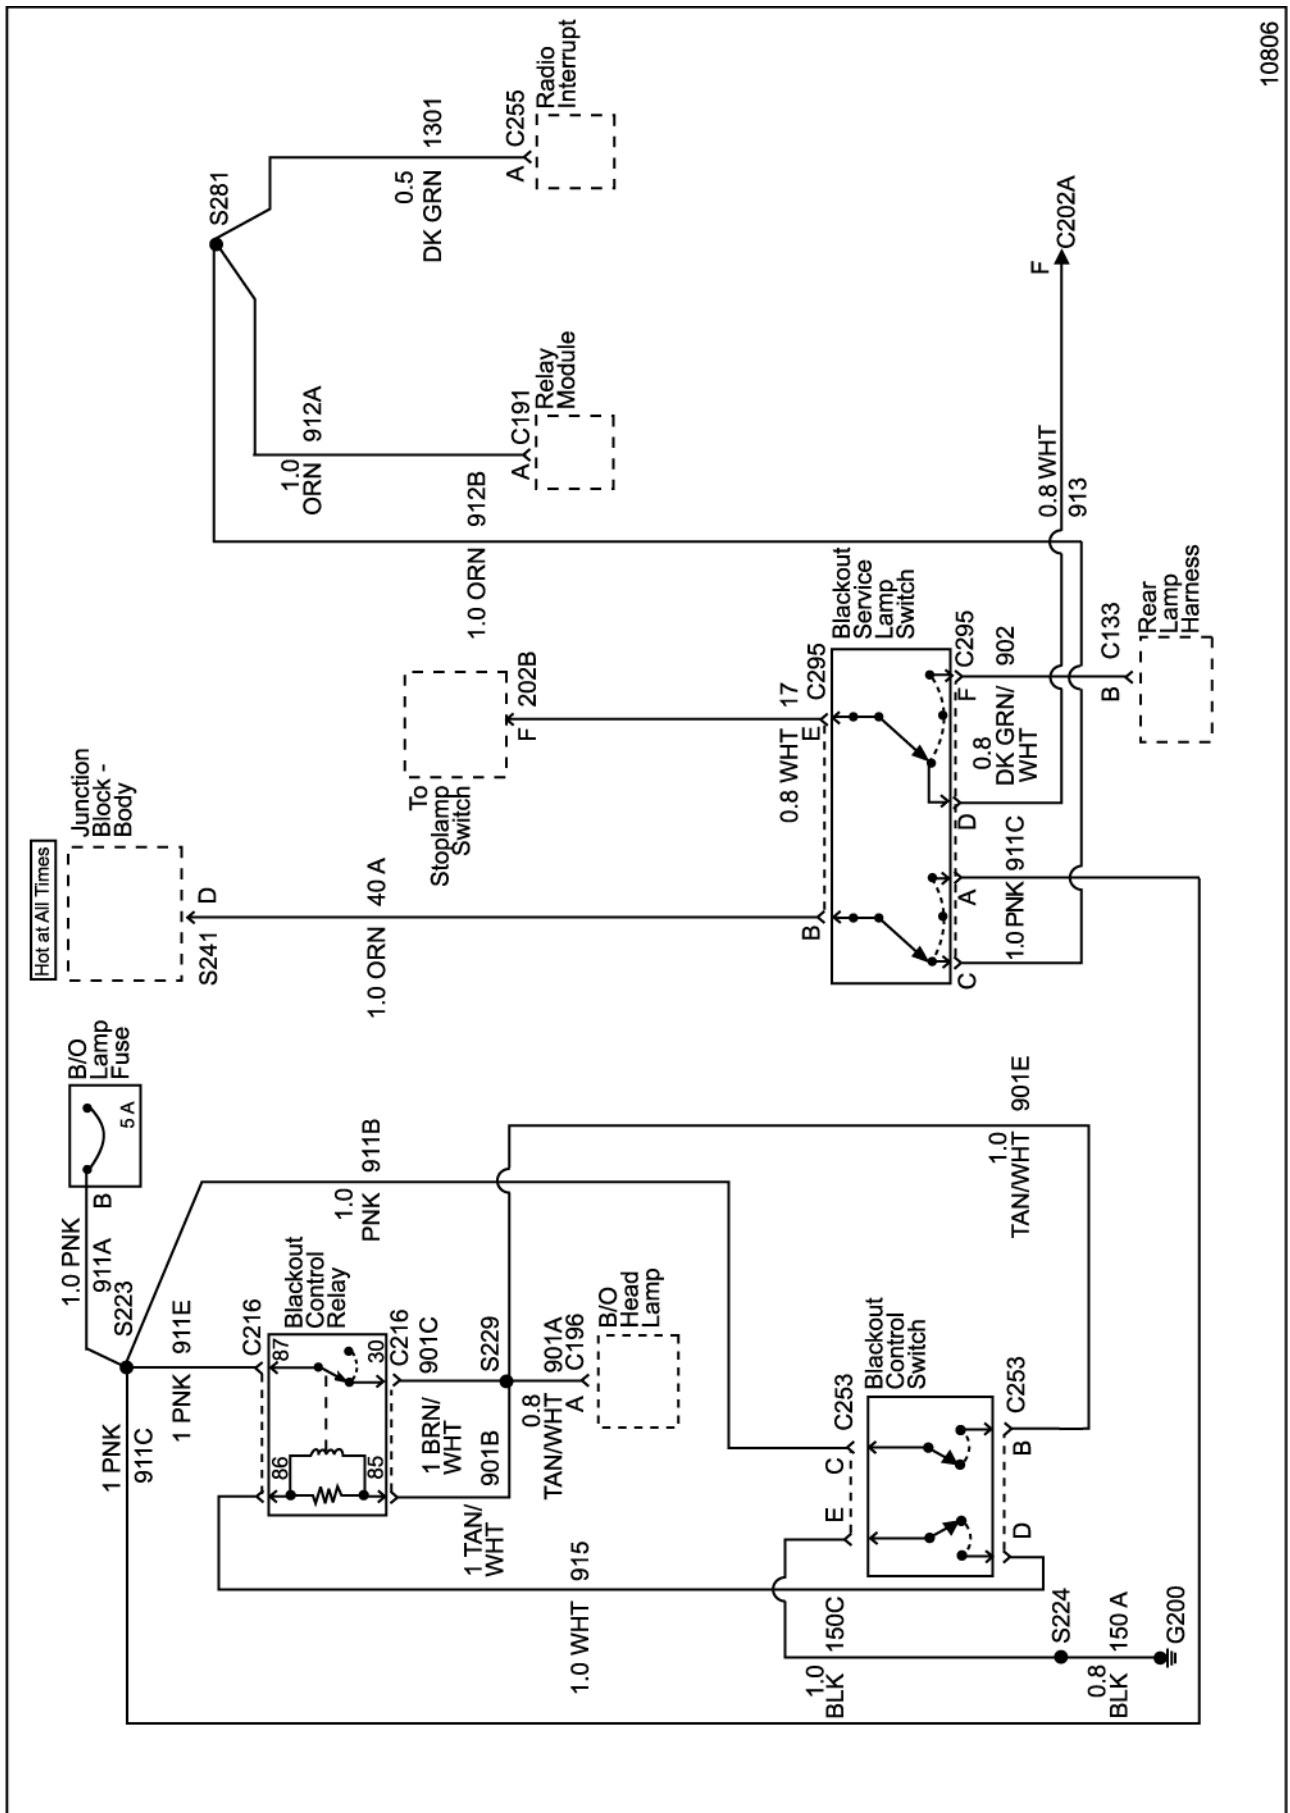 Hot at All Times
Junction
Block -
Body
S241
D
1.0 ORN
40 A
B/O
Lamp
Fuse
5 A
B
1.0 PNK
911A
S223
1 PNK
911C
1 PNK
911E
1.0
PNK
911B
C216
Blackout
Control
Relay
87
30
86
85
C216
901C
1 BRN/
WHT
S229
901B
1 TAN/
WHT
901A
C196
0.8
TAN/WHT
A
B/O
Head
Lamp
1.0 WHT
915
C253
Blackout
Control
Switch
C
E
C253
B
D
1.0
TAN/WHT
901E
1.0
BLK
150C
S224
0.8
BLK
150 A
G200
To
Stoplamp
Switch
F
202B
0.8 WHT
17
E
C295
B
Blackout
Service
Lamp
Switch
C295
F
D
A
C
0.8
DK GRN/
WHT
902
1.0 PNK
911C
B
C133
Rear
Lamp
Harness
0.8 WHT
913
F
C202A
1.0 ORN
912B
1.0
ORN
912A
A
C191
Relay
Module
S281
0.5
DK GRN
1301
A
C255
Radio
Interrupt
10806